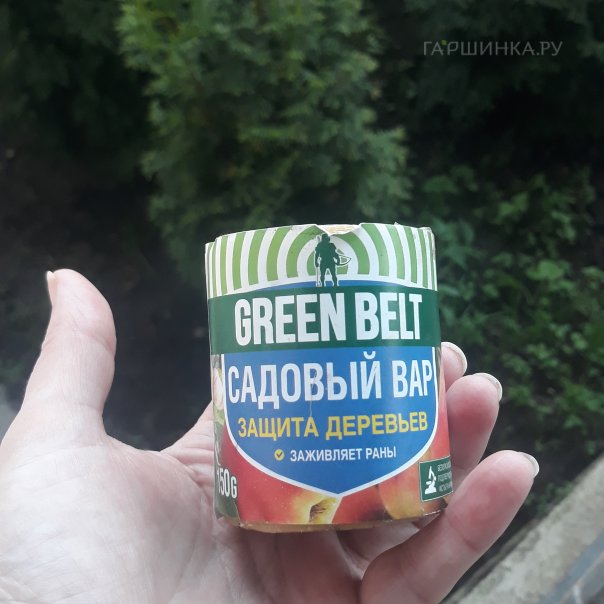 ГАРШИНКА.РУ
GREEN BELT
САДОВЫЙ ВАР
ЗАЩИТА ДЕРЕВЬЕВ
ЗАЖИВЛЯЕТ РАНЫ
150G